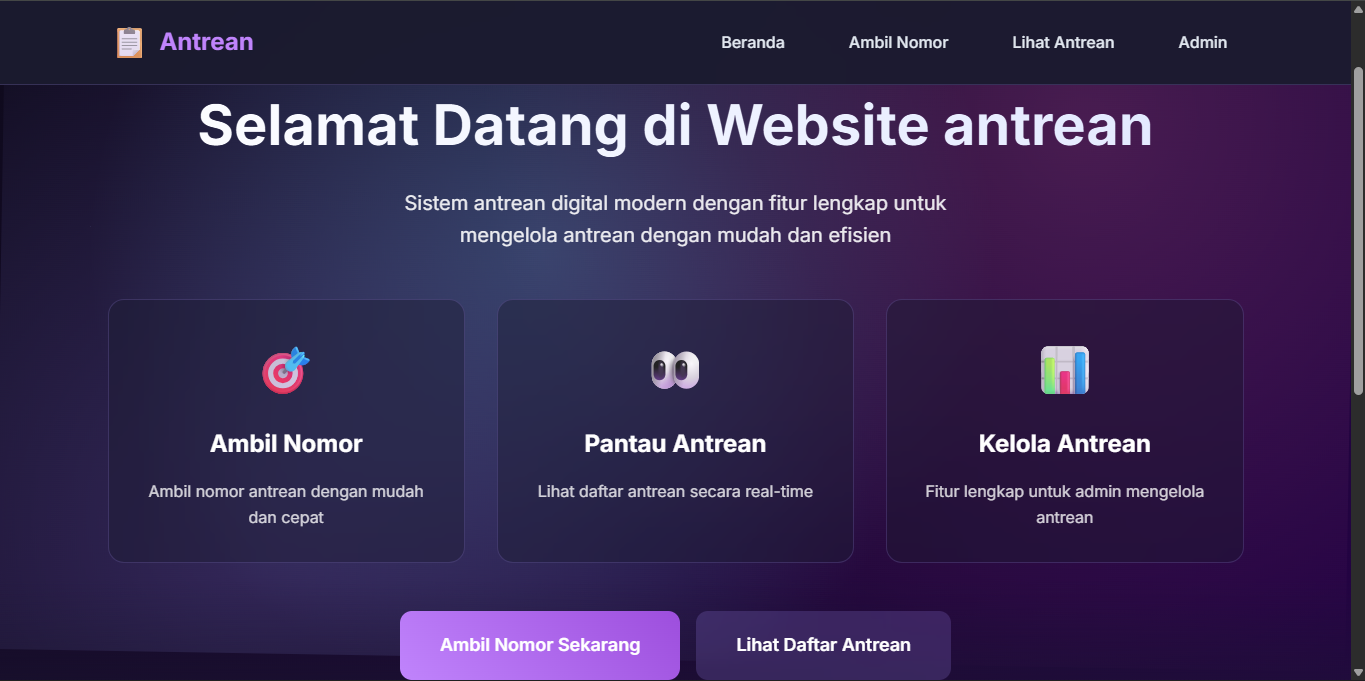 Antrean
Beranda
Ambil Nomor
Lihat Antrean
Admin
Selamat Datang di Website antrean
Sistem antrean digital modern dengan fitur lengkap untuk
mengelola antrean dengan mudah dan efisien
Ambil Nomor
Ambil nomor antrean dengan mudah
dan cepat
Pantau Antrean
Lihat daftar antrean secara real-time
Kelola Antrean
Fitur lengkap untuk admin mengelola
antrean
Ambil Nomor Sekarang
Lihat Daftar Antrean